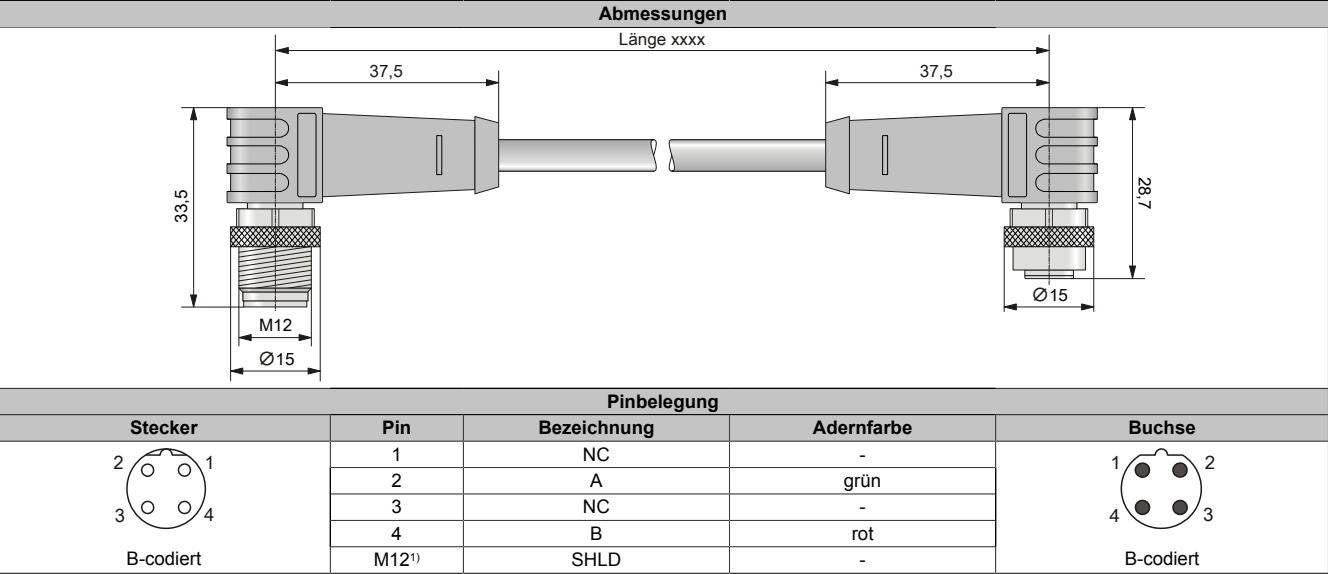 Abmessungen
Länge xxxx
37,5 37,5
33,5
28,7
Ø15
M12
Ø15
Pinbelegung
Stecker Pin Bezeichnung Adernfarbe Buchse
1 NC -
2 A grün
3 NC -
4 B rot
M12¹⁾ SHLD -
2 1
3 4
B-codiert
1 2
4 3
B-codiert